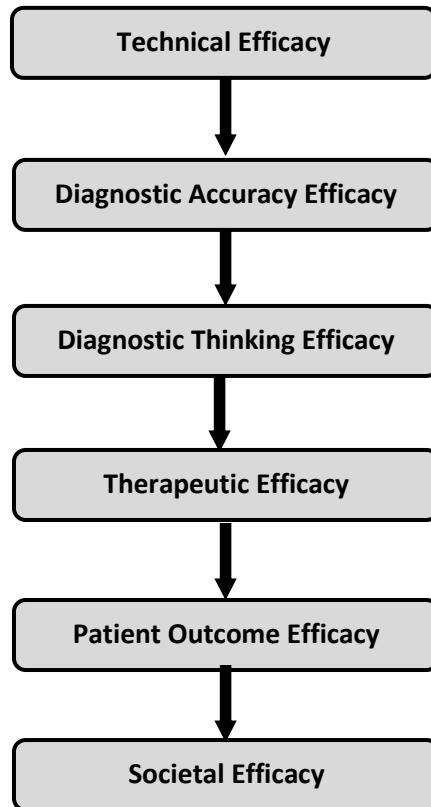 Technical Efficacy
Diagnostic Accuracy Efficacy
Diagnostic Thinking Efficacy
Therapeutic Efficacy
Patient Outcome Efficacy
Societal Efficacy